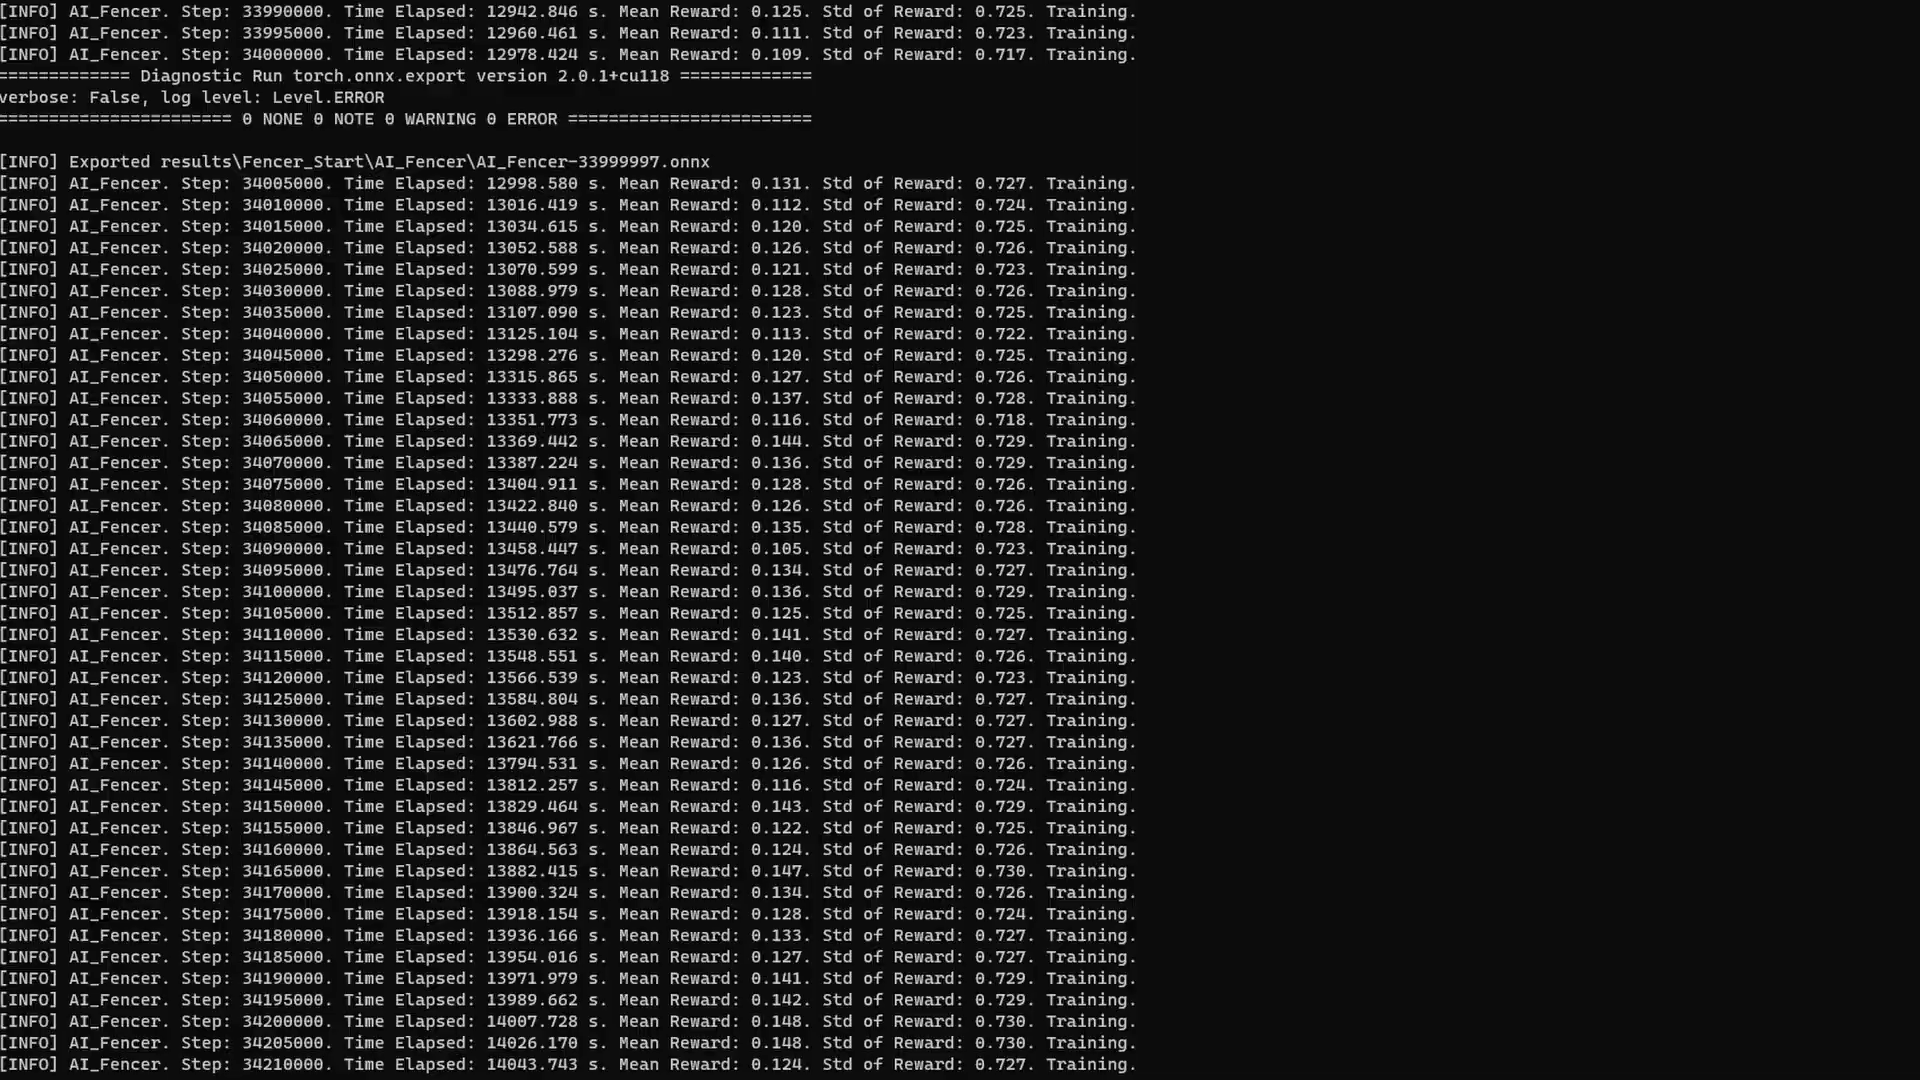 [INFO] AI_Fencer. Step: 33990000. Time Elapsed: 12942.846 s. Mean Reward: 0.125. Std of Reward: 0.725. Training.
[INFO] AI_Fencer. Step: 33995000. Time Elapsed: 12960.461 s. Mean Reward: 0.111. Std of Reward: 0.723. Training.
[INFO] AI_Fencer. Step: 34000000. Time Elapsed: 12978.424 s. Mean Reward: 0.109. Std of Reward: 0.717. Training.
============= Diagnostic Run torch.onnx.export version 2.0.1+cu118 =============
verbose: False, log level: Level.ERROR
======================= 0 NONE 0 NOTE 0 WARNING 0 ERROR ========================
[INFO] Exported results\Fencer_Start\AI_Fencer\AI_Fencer-33999997.onnx
[INFO] AI_Fencer. Step: 34005000. Time Elapsed: 12998.580 s. Mean Reward: 0.131. Std of Reward: 0.727. Training.
[INFO] AI_Fencer. Step: 34010000. Time Elapsed: 13016.419 s. Mean Reward: 0.112. Std of Reward: 0.724. Training.
[INFO] AI_Fencer. Step: 34015000. Time Elapsed: 13034.615 s. Mean Reward: 0.120. Std of Reward: 0.725. Training.
[INFO] AI_Fencer. Step: 34020000. Time Elapsed: 13052.588 s. Mean Reward: 0.126. Std of Reward: 0.726. Training.
[INFO] AI_Fencer. Step: 34025000. Time Elapsed: 13070.599 s. Mean Reward: 0.121. Std of Reward: 0.723. Training.
[INFO] AI_Fencer. Step: 34030000. Time Elapsed: 13088.979 s. Mean Reward: 0.128. Std of Reward: 0.726. Training.
[INFO] AI_Fencer. Step: 34035000. Time Elapsed: 13107.090 s. Mean Reward: 0.123. Std of Reward: 0.725. Training.
[INFO] AI_Fencer. Step: 34040000. Time Elapsed: 13125.104 s. Mean Reward: 0.113. Std of Reward: 0.722. Training.
[INFO] AI_Fencer. Step: 34045000. Time Elapsed: 13298.276 s. Mean Reward: 0.120. Std of Reward: 0.725. Training.
[INFO] AI_Fencer. Step: 34050000. Time Elapsed: 13315.865 s. Mean Reward: 0.127. Std of Reward: 0.726. Training.
[INFO] AI_Fencer. Step: 34055000. Time Elapsed: 13333.888 s. Mean Reward: 0.137. Std of Reward: 0.728. Training.
[INFO] AI_Fencer. Step: 34060000. Time Elapsed: 13351.773 s. Mean Reward: 0.116. Std of Reward: 0.718. Training.
[INFO] AI_Fencer. Step: 34065000. Time Elapsed: 13369.442 s. Mean Reward: 0.144. Std of Reward: 0.729. Training.
[INFO] AI_Fencer. Step: 34070000. Time Elapsed: 13387.224 s. Mean Reward: 0.136. Std of Reward: 0.729. Training.
[INFO] AI_Fencer. Step: 34075000. Time Elapsed: 13404.911 s. Mean Reward: 0.128. Std of Reward: 0.726. Training.
[INFO] AI_Fencer. Step: 34080000. Time Elapsed: 13422.840 s. Mean Reward: 0.126. Std of Reward: 0.726. Training.
[INFO] AI_Fencer. Step: 34085000. Time Elapsed: 13440.579 s. Mean Reward: 0.135. Std of Reward: 0.728. Training.
[INFO] AI_Fencer. Step: 34090000. Time Elapsed: 13458.447 s. Mean Reward: 0.105. Std of Reward: 0.723. Training.
[INFO] AI_Fencer. Step: 34095000. Time Elapsed: 13476.764 s. Mean Reward: 0.134. Std of Reward: 0.727. Training.
[INFO] AI_Fencer. Step: 34100000. Time Elapsed: 13495.037 s. Mean Reward: 0.136. Std of Reward: 0.729. Training.
[INFO] AI_Fencer. Step: 34105000. Time Elapsed: 13512.857 s. Mean Reward: 0.125. Std of Reward: 0.725. Training.
[INFO] AI_Fencer. Step: 34110000. Time Elapsed: 13530.632 s. Mean Reward: 0.141. Std of Reward: 0.727. Training.
[INFO] AI_Fencer. Step: 34115000. Time Elapsed: 13548.551 s. Mean Reward: 0.140. Std of Reward: 0.726. Training.
[INFO] AI_Fencer. Step: 34120000. Time Elapsed: 13566.539 s. Mean Reward: 0.123. Std of Reward: 0.723. Training.
[INFO] AI_Fencer. Step: 34125000. Time Elapsed: 13584.804 s. Mean Reward: 0.136. Std of Reward: 0.727. Training.
[INFO] AI_Fencer. Step: 34130000. Time Elapsed: 13602.988 s. Mean Reward: 0.127. Std of Reward: 0.727. Training.
[INFO] AI_Fencer. Step: 34135000. Time Elapsed: 13621.766 s. Mean Reward: 0.136. Std of Reward: 0.727. Training.
[INFO] AI_Fencer. Step: 34140000. Time Elapsed: 13794.531 s. Mean Reward: 0.126. Std of Reward: 0.726. Training.
[INFO] AI_Fencer. Step: 34145000. Time Elapsed: 13812.257 s. Mean Reward: 0.116. Std of Reward: 0.724. Training.
[INFO] AI_Fencer. Step: 34150000. Time Elapsed: 13829.464 s. Mean Reward: 0.143. Std of Reward: 0.729. Training.
[INFO] AI_Fencer. Step: 34155000. Time Elapsed: 13846.967 s. Mean Reward: 0.122. Std of Reward: 0.725. Training.
[INFO] AI_Fencer. Step: 34160000. Time Elapsed: 13864.563 s. Mean Reward: 0.124. Std of Reward: 0.726. Training.
[INFO] AI_Fencer. Step: 34165000. Time Elapsed: 13882.415 s. Mean Reward: 0.147. Std of Reward: 0.730. Training.
[INFO] AI_Fencer. Step: 34170000. Time Elapsed: 13900.324 s. Mean Reward: 0.134. Std of Reward: 0.726. Training.
[INFO] AI_Fencer. Step: 34175000. Time Elapsed: 13918.154 s. Mean Reward: 0.128. Std of Reward: 0.724. Training.
[INFO] AI_Fencer. Step: 34180000. Time Elapsed: 13936.166 s. Mean Reward: 0.133. Std of Reward: 0.727. Training.
[INFO] AI_Fencer. Step: 34185000. Time Elapsed: 13954.016 s. Mean Reward: 0.127. Std of Reward: 0.727. Training.
[INFO] AI_Fencer. Step: 34190000. Time Elapsed: 13971.979 s. Mean Reward: 0.141. Std of Reward: 0.729. Training.
[INFO] AI_Fencer. Step: 34195000. Time Elapsed: 13989.662 s. Mean Reward: 0.142. Std of Reward: 0.729. Training.
[INFO] AI_Fencer. Step: 34200000. Time Elapsed: 14007.728 s. Mean Reward: 0.148. Std of Reward: 0.730. Training.
[INFO] AI_Fencer. Step: 34205000. Time Elapsed: 14026.170 s. Mean Reward: 0.148. Std of Reward: 0.730. Training.
[INFO] AI_Fencer. Step: 34210000. Time Elapsed: 14043.743 s. Mean Reward: 0.124. Std of Reward: 0.727. Training.